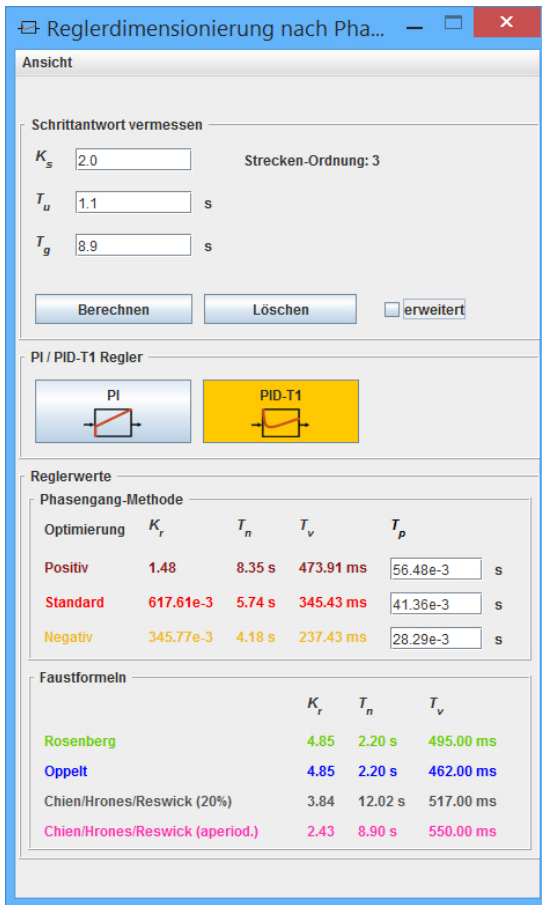 Reglerdimensionierung nach Pha...
Ansicht
Schrittantwort vermessen
Ks 2.0 Strecken-Ordnung: 3
Tu 1.1 s
Tg 8.9 s
Berechnen Löschen erweitert
PI / PID-T1 Regler
PI PID-T1
Reglerwerte
Phasengang-Methode
Optimierung Kr Tn Tv Tp
Positiv 1.48 8.35 s 473.91 ms 56.48e-3 s
Standard 617.61e-3 5.74 s 345.43 ms 41.36e-3 s
Negativ 345.77e-3 4.18 s 237.43 ms 28.29e-3 s
Faustformeln
Kr Tn Tv
Rosenberg 4.85 2.20 s 495.00 ms
Oppelt 4.85 2.20 s 462.00 ms
Chien/Hrones/Reswick (20%) 3.84 12.02 s 517.00 ms
Chien/Hrones/Reswick (aperiod.) 2.43 8.90 s 550.00 ms